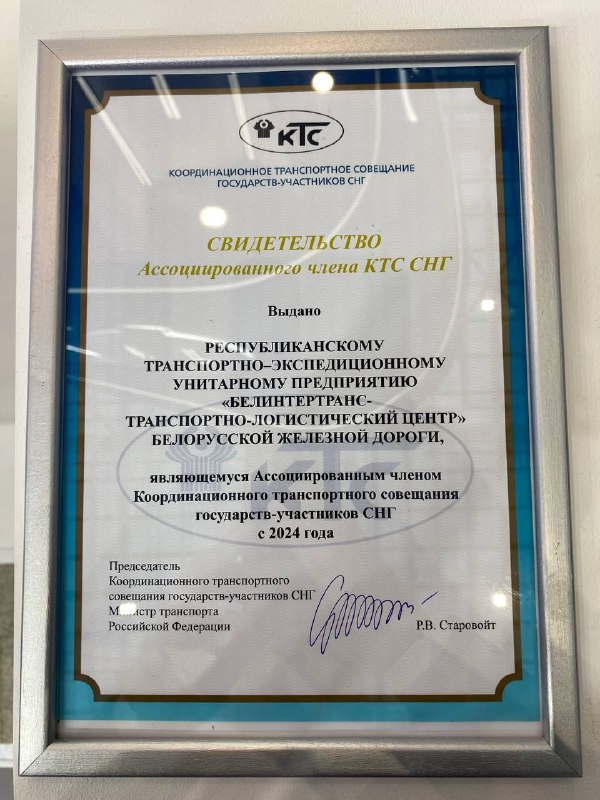 КТС
КООРДИНАЦИОННОЕ ТРАНСПОРТНОЕ СОВЕЩАНИЕ
ГОСУДАРСТВ-УЧАСТНИКОВ СНГ
СВИДЕТЕЛЬСТВО
Ассоциированного члена КТС СНГ
Выдано
РЕСПУБЛИКАНСКОМУ
ТРАНСПОРТНО–ЭКСПЕДИЦИОННОМУ
УНИТАРНОМУ ПРЕДПРИЯТИЮ
«БЕЛИНТЕРТРАНС-
ТРАНСПОРТНО-ЛОГИСТИЧЕСКИЙ ЦЕНТР»
БЕЛОРУССКОЙ ЖЕЛЕЗНОЙ ДОРОГИ,
КТС
являющемуся Ассоциированным членом
Координационного транспортного совещания
государств-участников СНГ
с 2024 года
Председатель
Координационного транспортного
совещания государств-участников СНГ
Министр транспорта
Российской Федерации
Р.В. Старовойт